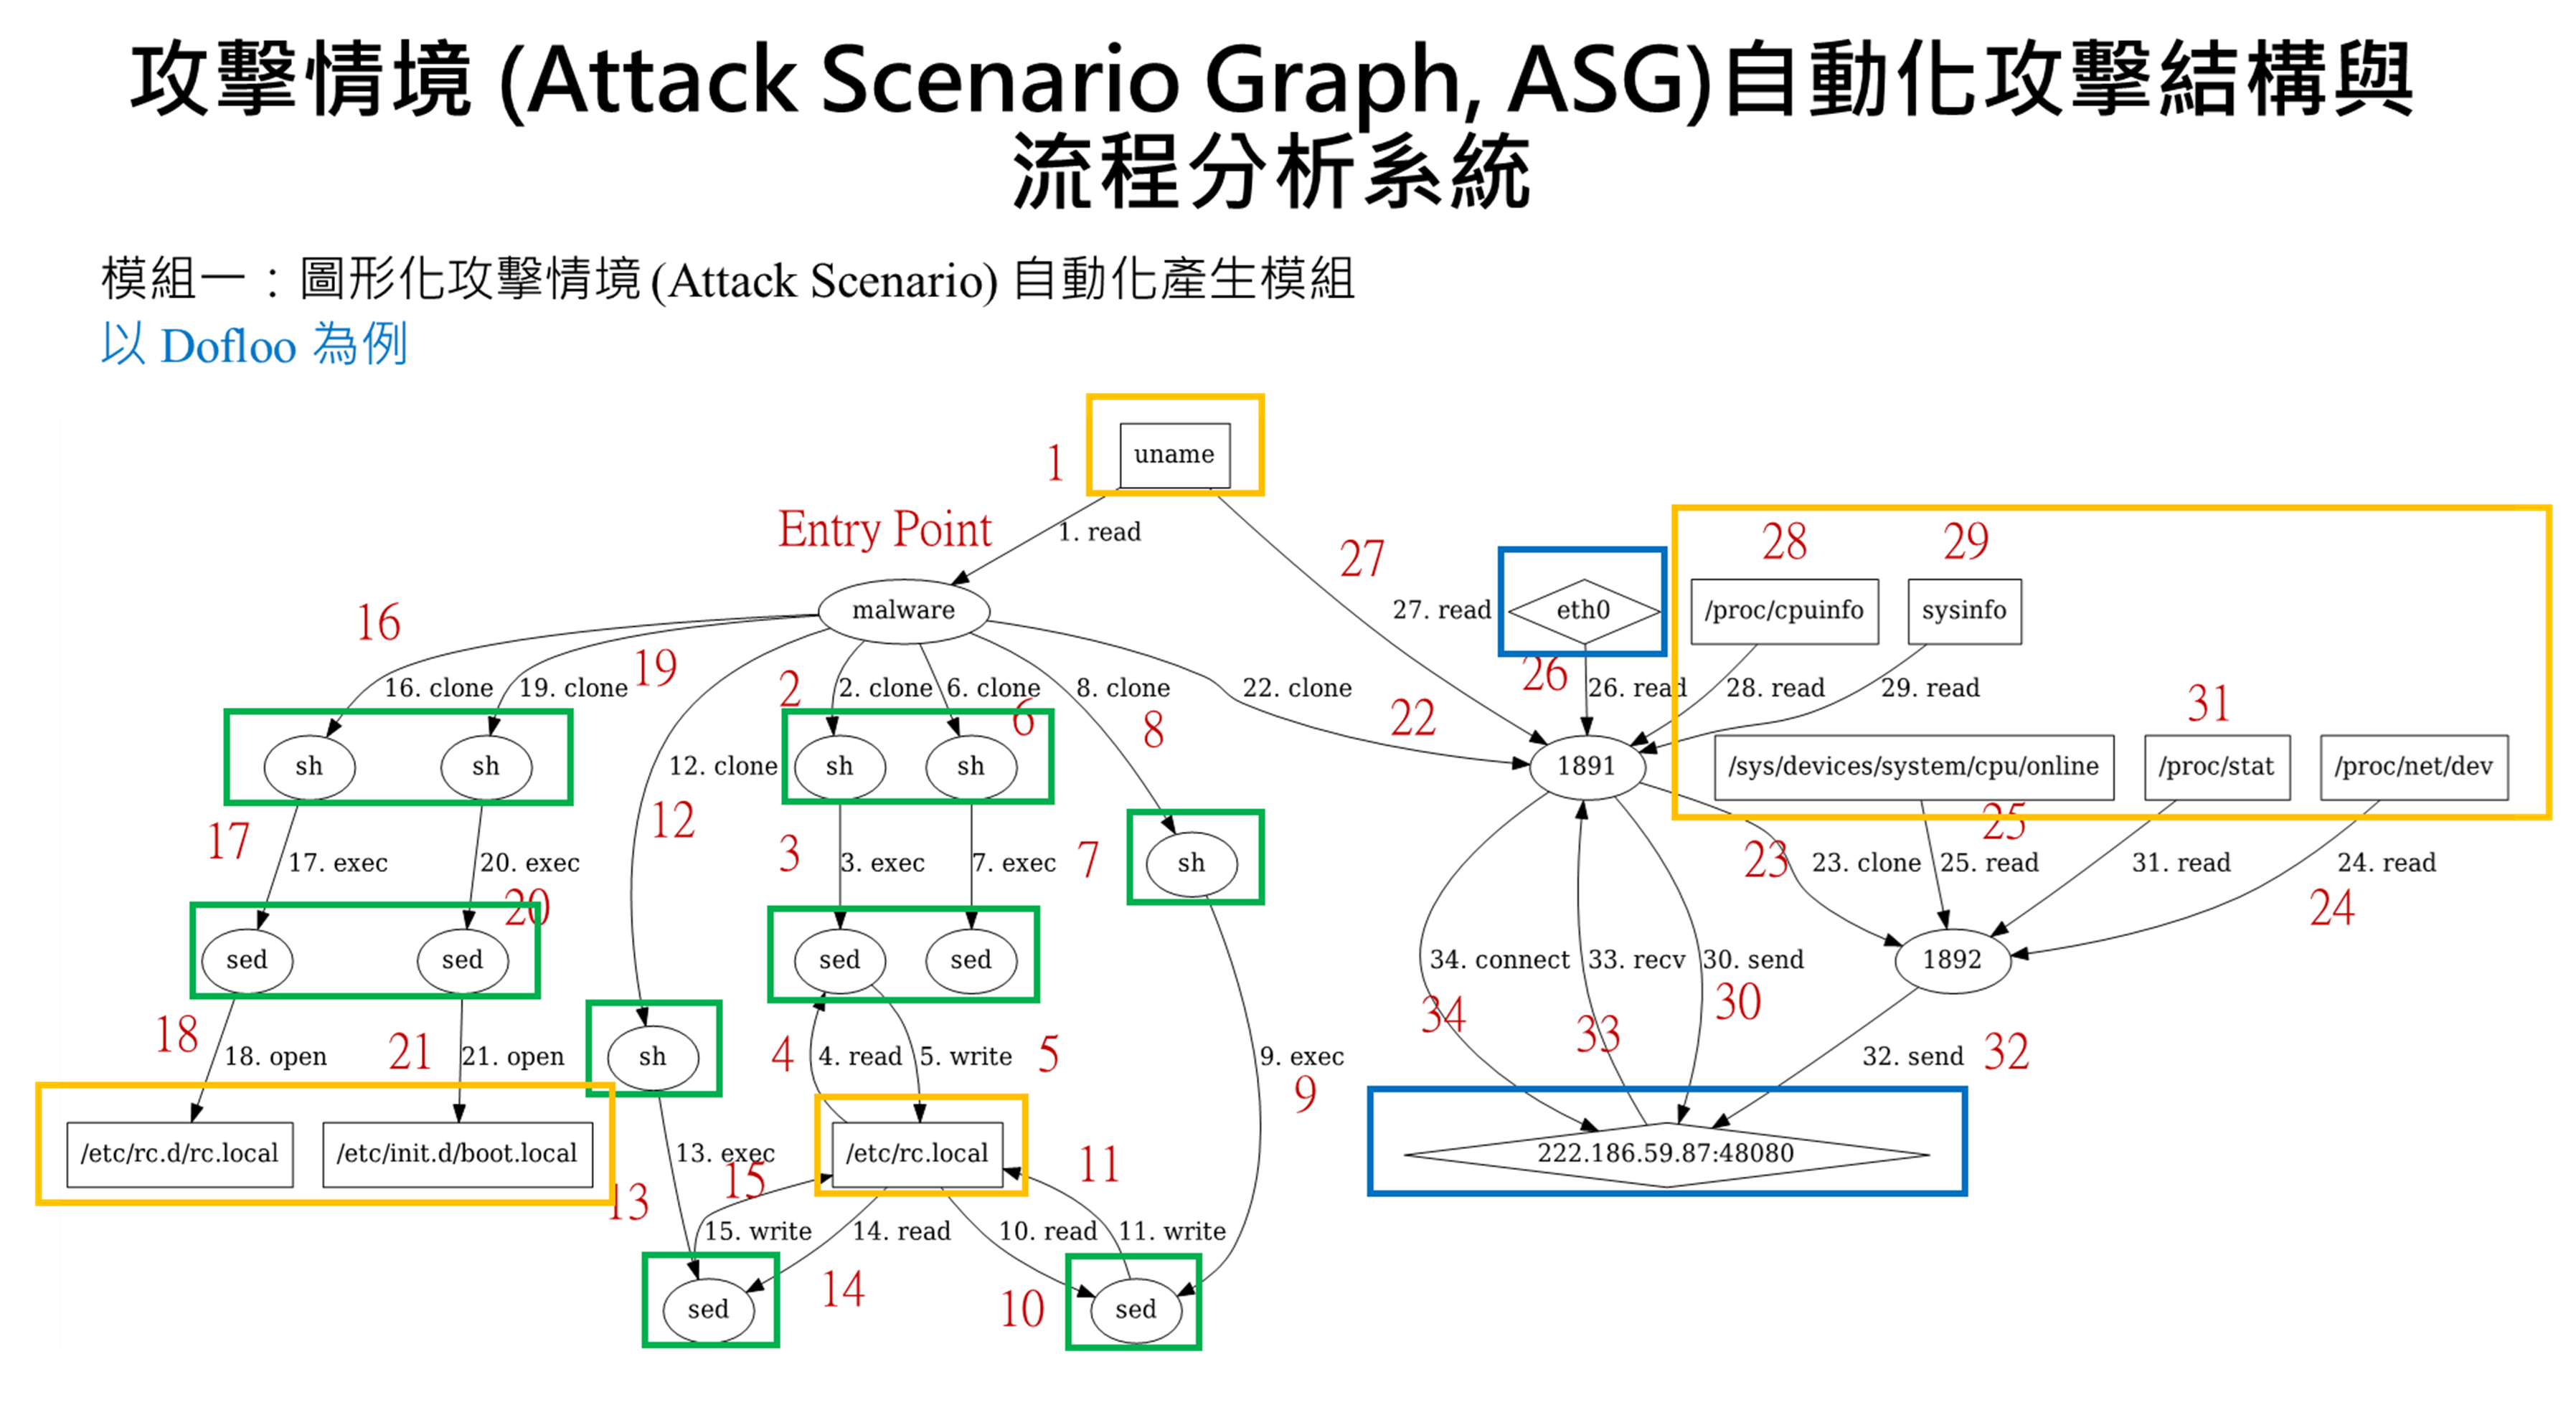 攻擊情境 (Attack Scenario Graph, ASG)自動化攻擊結構與
流程分析系統
模組一：圖形化攻擊情境 (Attack Scenario) 自動化產生模組
以 Dofloo 為例
1
uname
Entry Point
1. read
27
28
29
16
malware
27. read
eth0
/proc/cpuinfo
sysinfo
19
2
16. clone
19. clone
2. clone
6. clone
8. clone
22. clone
26
26. read
28. read
29. read
31
6
8
22
sh
sh
12. clone
sh
sh
1891
/sys/devices/system/cpu/online
/proc/stat
/proc/net/dev
12
25
17
17. exec
20. exec
3
3. exec
7. exec
7
sh
23
23. clone
25. read
31. read
24. read
20
24
sed
sed
sed
sed
34. connect
33. recv
30. send
1892
34
33
30
18
18. open
21
21. open
sh
4
4. read
5. write
5
9. exec
9
32. send
32
/etc/rc.d/rc.local
/etc/init.d/boot.local
13. exec
/etc/rc.local
11
222.186.59.87:48080
15
13
15. write
14. read
10. read
11. write
14
10
sed
sed